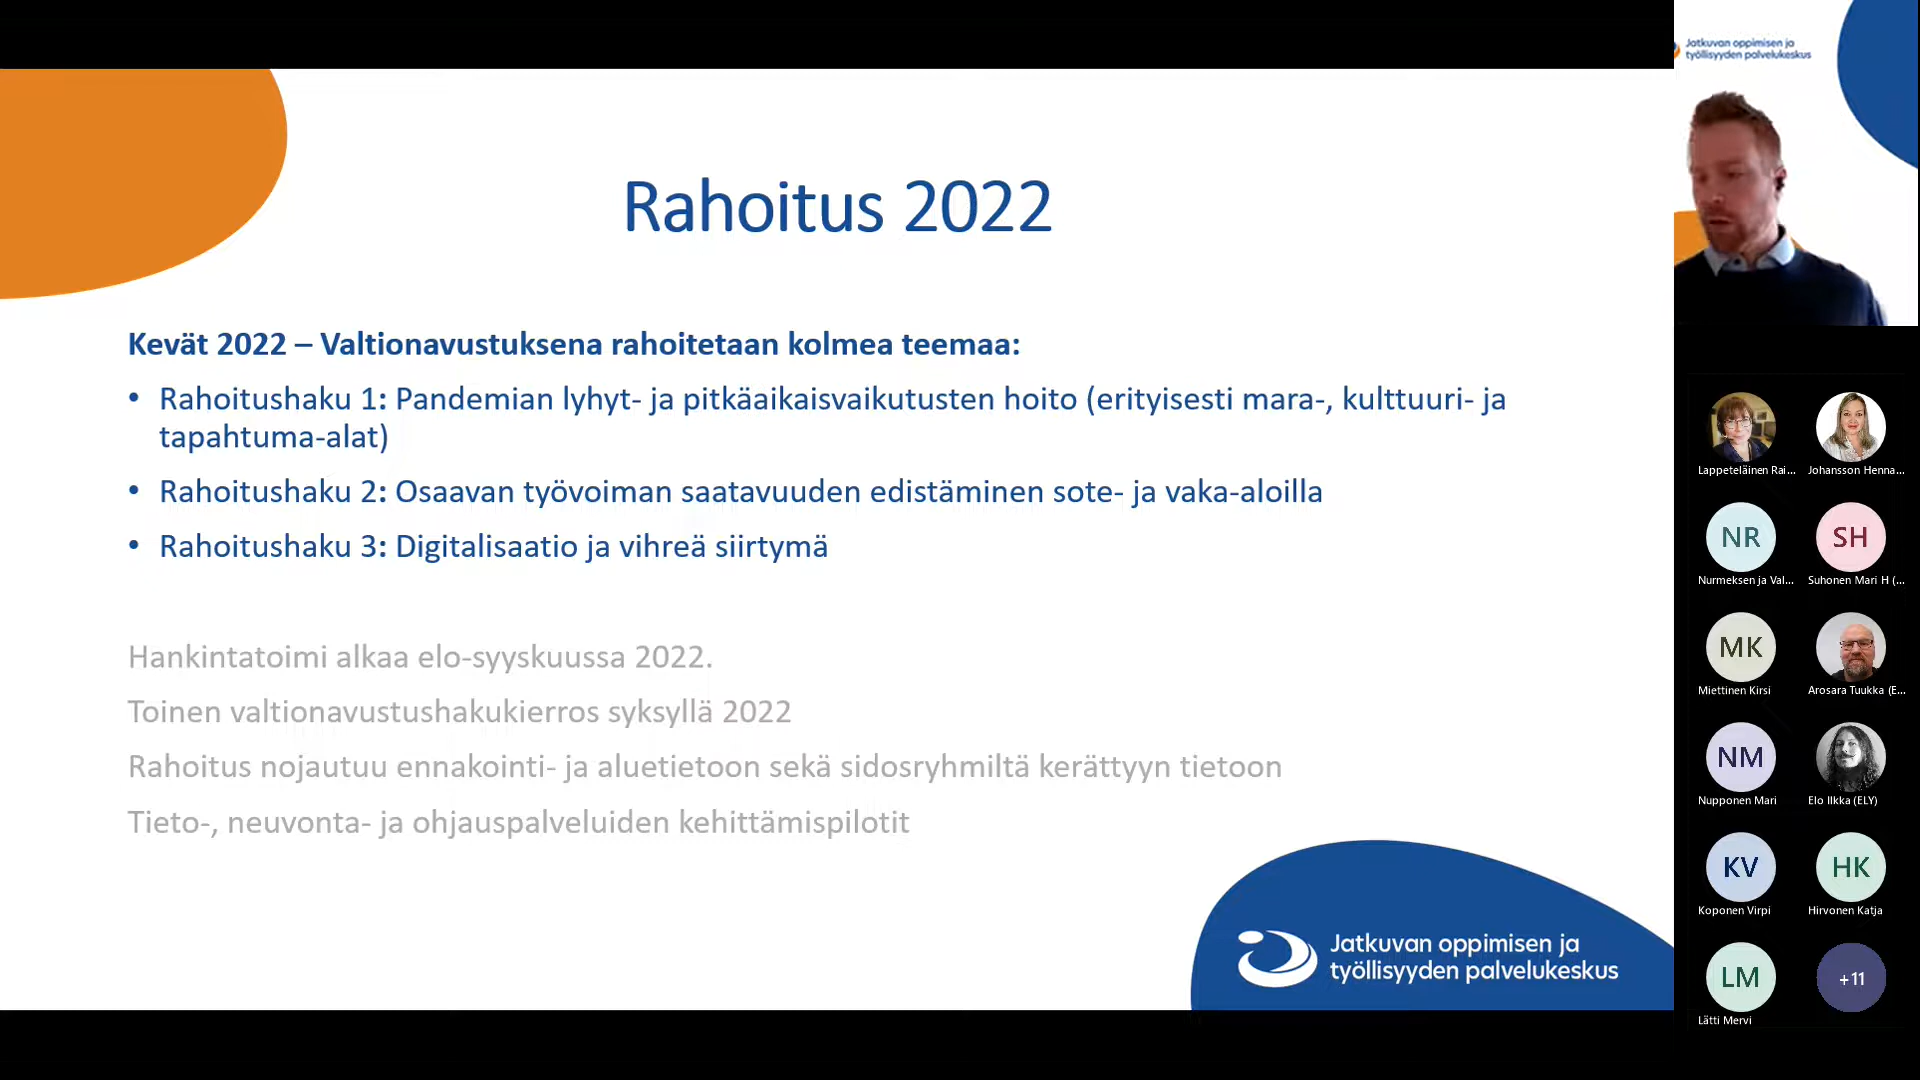 Rahoitus 2022
Kevät 2022 – Valtionavustuksena rahoitetaan kolmea teemaa:
• Rahoitushaku 1: Pandemian lyhyt- ja pitkäaikaisvaikutusten hoito (erityisesti mara-, kulttuuri- ja
tapahtuma-alat)
• Rahoitushaku 2: Osaavan työvoiman saatavuuden edistäminen sote- ja vaka-aloilla
• Rahoitushaku 3: Digitalisaatio ja vihreä siirtymä
Hankintatoimi alkaa elo-syyskuussa 2022.
Toinen valtionavustushakukierros syksyllä 2022
Rahoitus nojautuu ennakointi- ja aluetietoon sekä sidosryhmiltä kerättyyn tietoon
Tieto-, neuvonta- ja ohjauspalveluiden kehittämispilotit
Jatkuvan oppimisen ja
työllisyyden palvelukeskus
Jatkuvan oppimisen ja
työllisyyden palvelukeskus
Lappeteläinen Rai...
Johansson Henna...
NR
SH
Nurmeksen ja Val...
Suhonen Mari H (...
MK
Miettinen Kirsi
Arosara Tuukka (E...
NM
Nupponen Mari
Elo Ilkka (ELY)
KV
HK
Koponen Virpi
Hirvonen Katja
LM
+11
Lätti Mervi